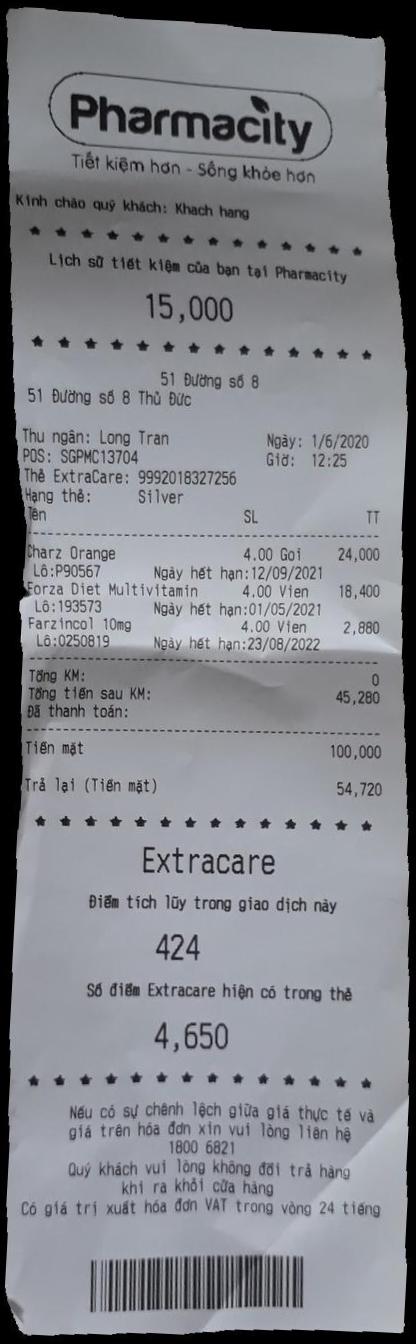 Pharmacity
Tiết kiệm hơn - Sống khỏe hơn
Kính chào quý khách: Khach hang
Lịch sử tiết kiệm của bạn tại Pharmacity
15,000
51 Đường số 8
51 Đường số 8 Thủ Đức
Thu ngân: Long Tran Ngày: 1/6/2020
POS: SGPMC13704 Giờ: 12:25
Thẻ ExtraCare: 9992018327256
Hạng thẻ: Silver
Tên SL TT
Charz Orange 4.00 Goi 24,000
Lô:P90567 Ngày hết hạn:12/09/2021
Forza Diet Multivitamin 4.00 Vien 18,400
Lô:193573 Ngày hết hạn:01/05/2021
Farzincol 10mg 4.00 Vien 2,880
Lô:0250819 Ngày hết hạn:23/08/2022
Tổng KM: 0
Tổng tiền sau KM: 45,280
Đã thanh toán:
Tiền mặt 100,000
Trả lại (Tiền mặt) 54,720
Extracare
Điểm tích lũy trong giao dịch này
424
Số điểm Extracare hiện có trong thẻ
4,650
Nếu có sự chênh lệch giữa giá thực tế và
giá trên hóa đơn xin vui lòng liên hệ
1800 6821
Quý khách vui lòng không đổi trả hàng
khi ra khỏi cửa hàng
Có giá trị xuất hóa đơn VAT trong vòng 24 tiếng